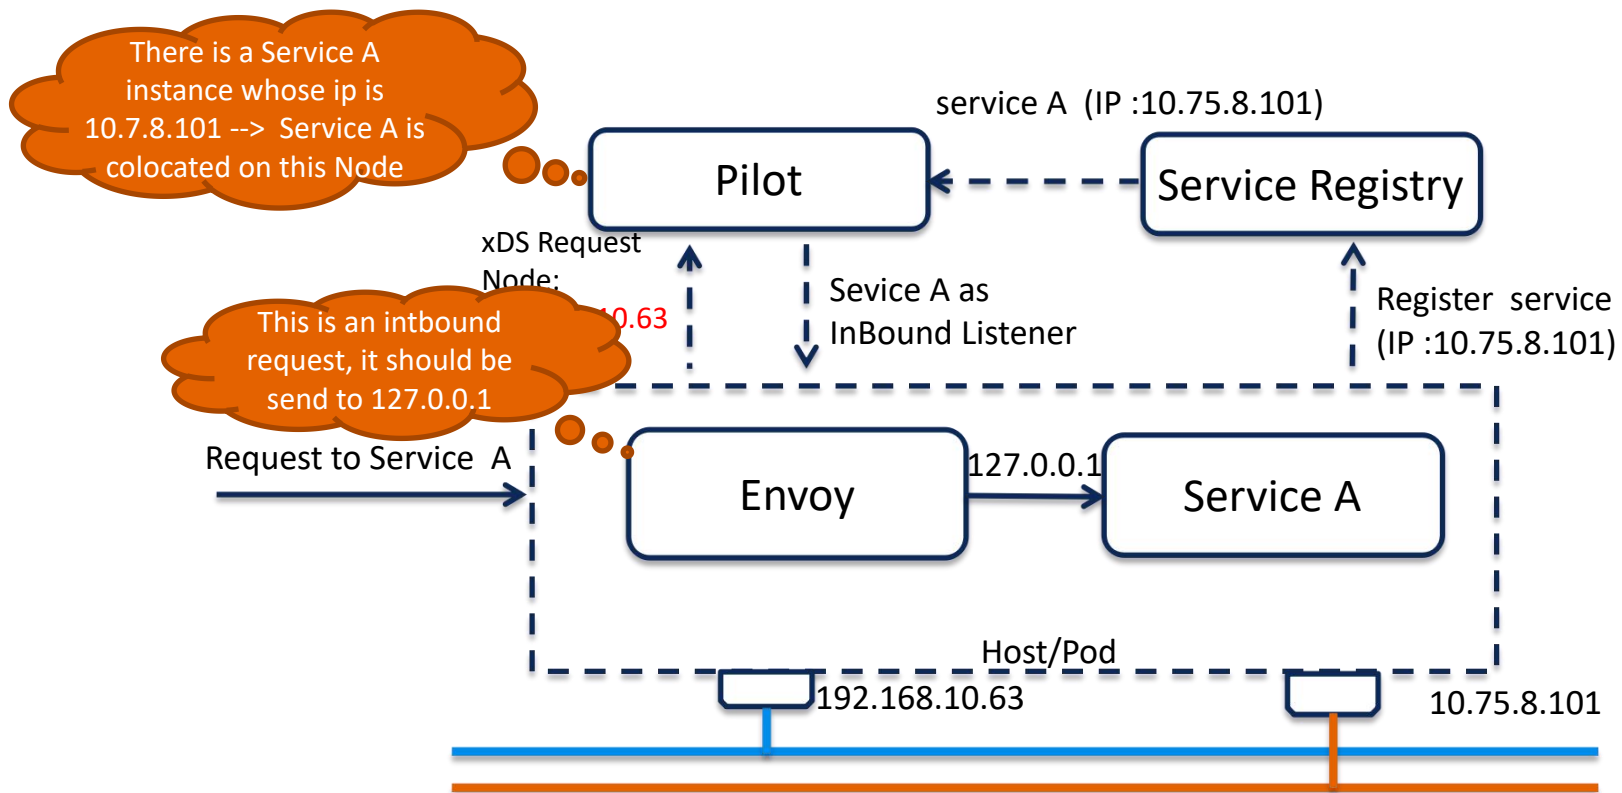 There is a Service A
instance whose ip is
10.7.8.101 --> Service A is
colocated on this Node
service A (IP :10.75.8.101)
Pilot
Service Registry
xDS Request
Node:
0.63
This is an intbound
request, it should be
send to 127.0.0.1
Sevice A as
InBound Listener
Register service
(IP :10.75.8.101)
Request to Service A
Envoy
127.0.0.1
Service A
Host/Pod
192.168.10.63
10.75.8.101